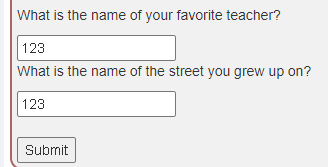 What is the name of your favorite teacher?
123
What is the name of the street you grew up on?
123
Submit